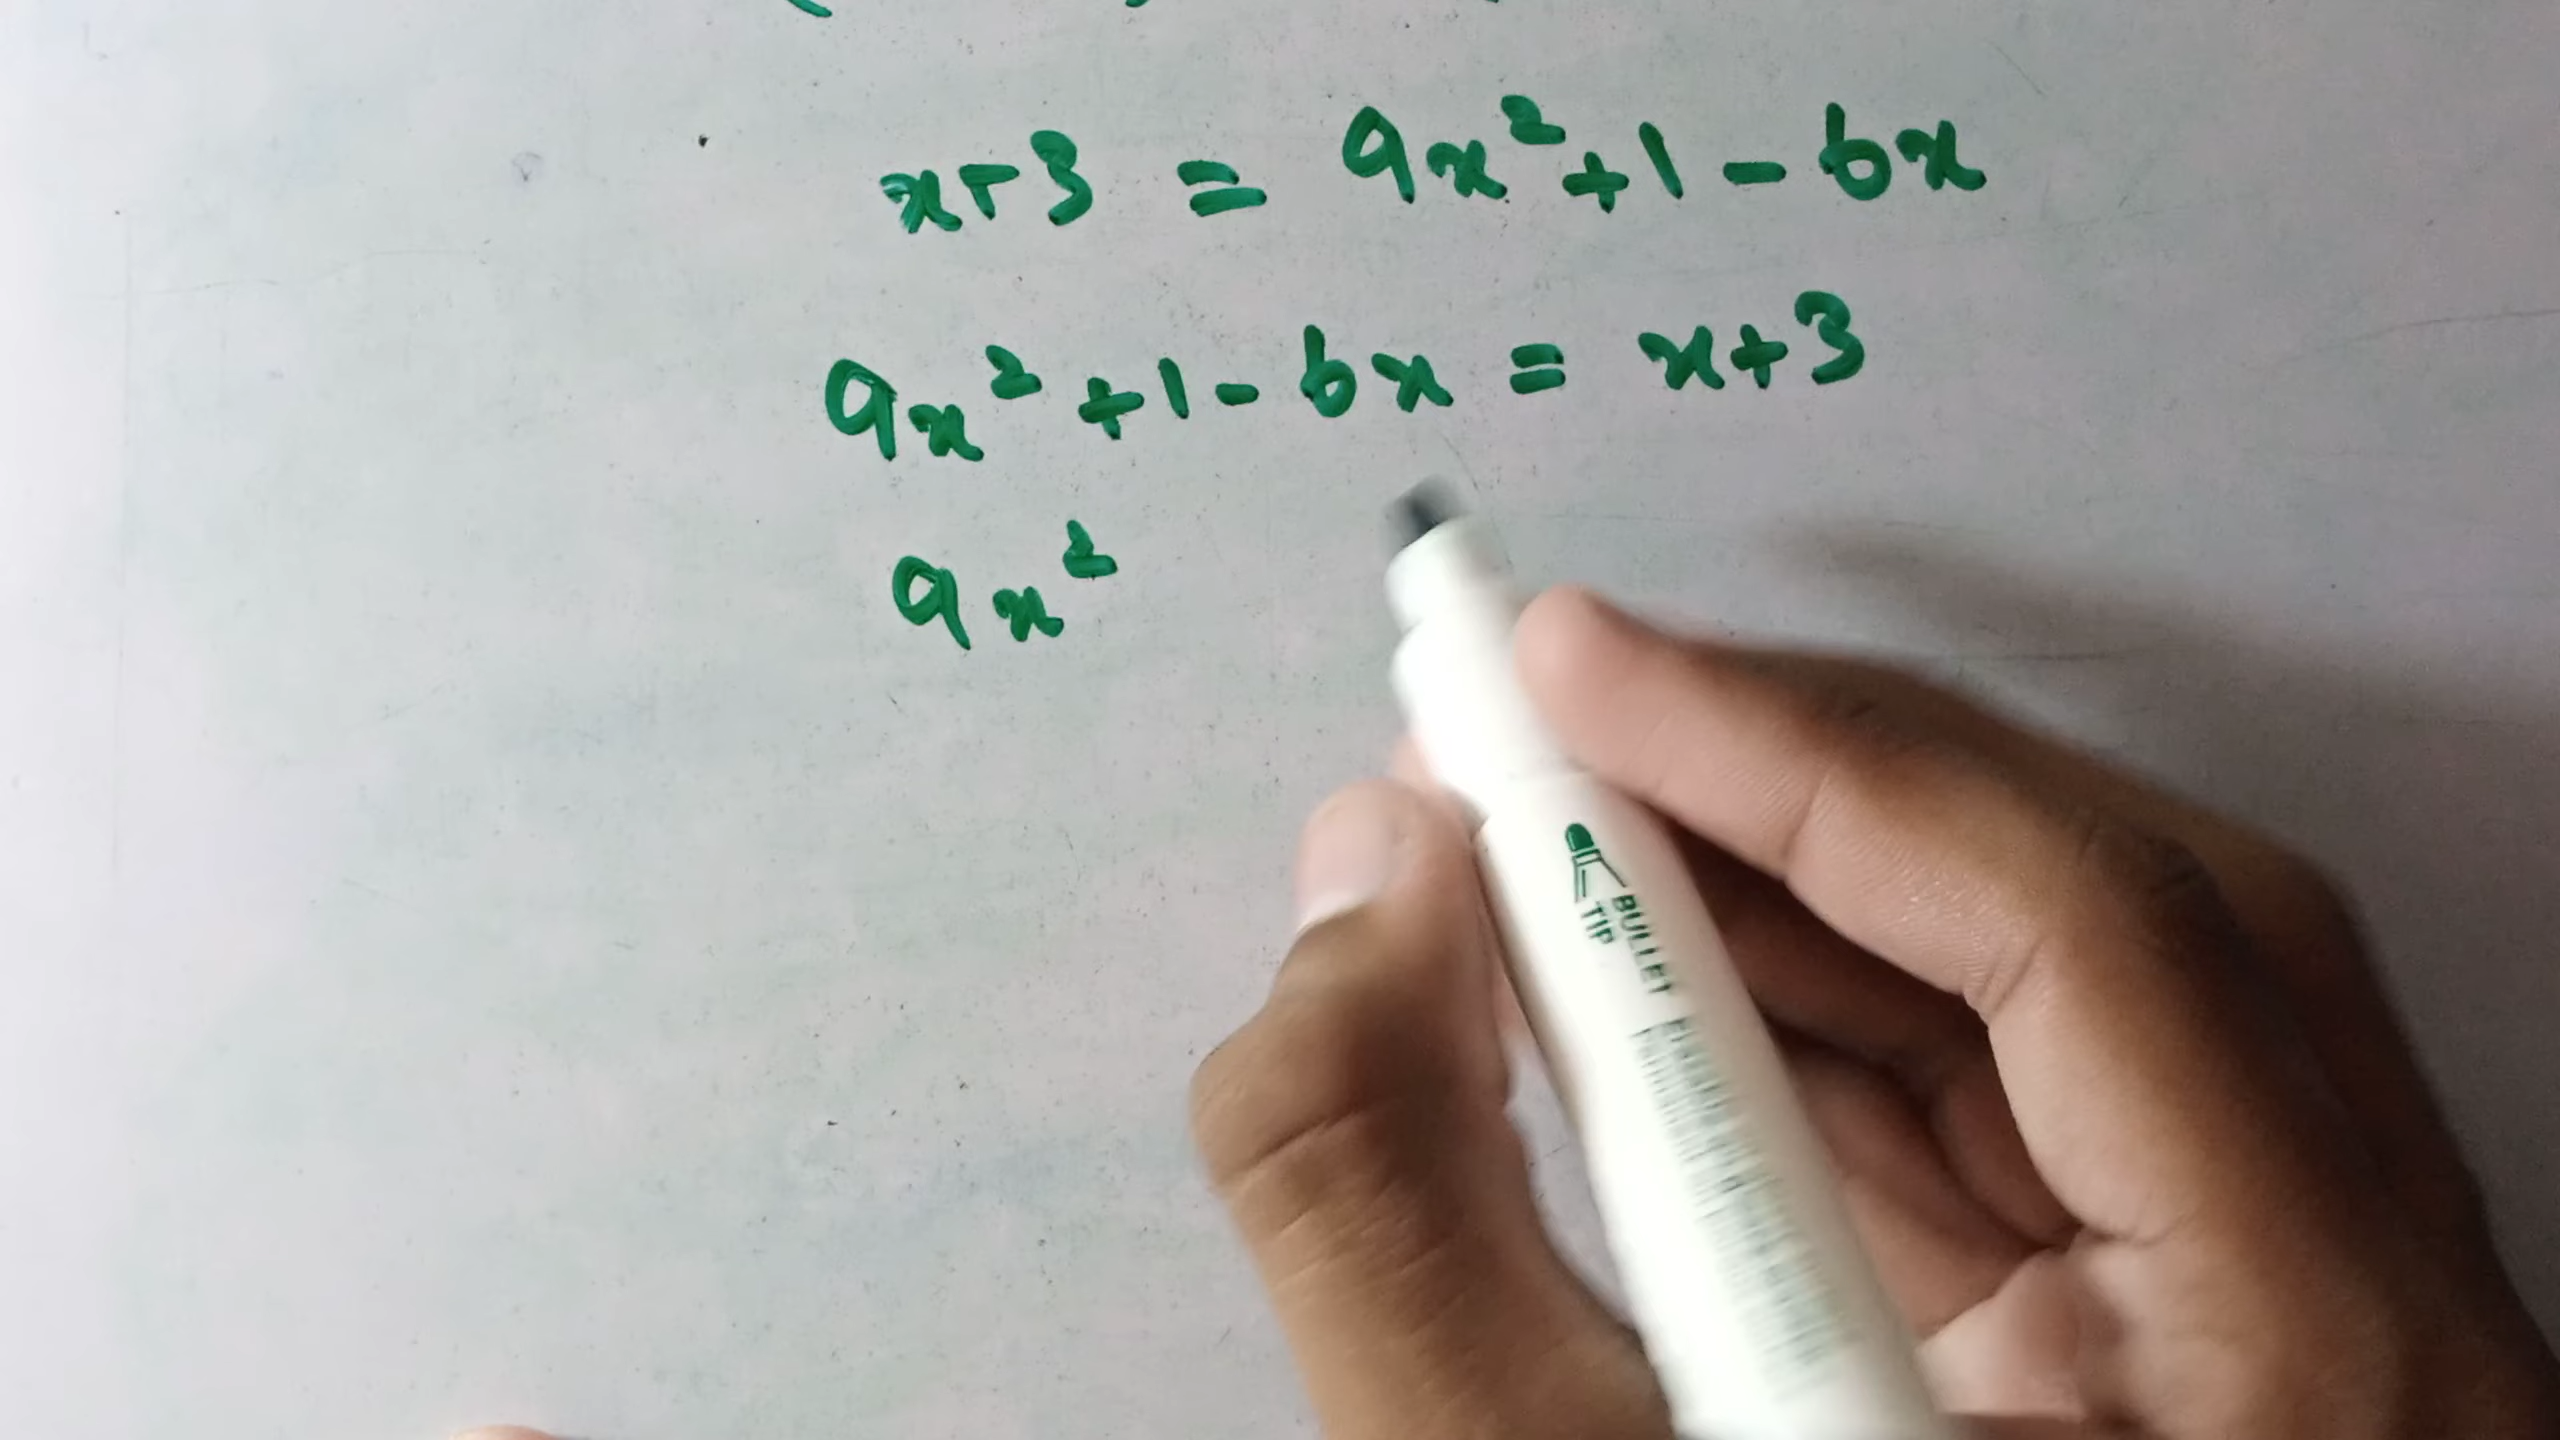 x+3 = 9x²+1-6x
9x²+1-6x = x+3
9x²
BULLET
TIP